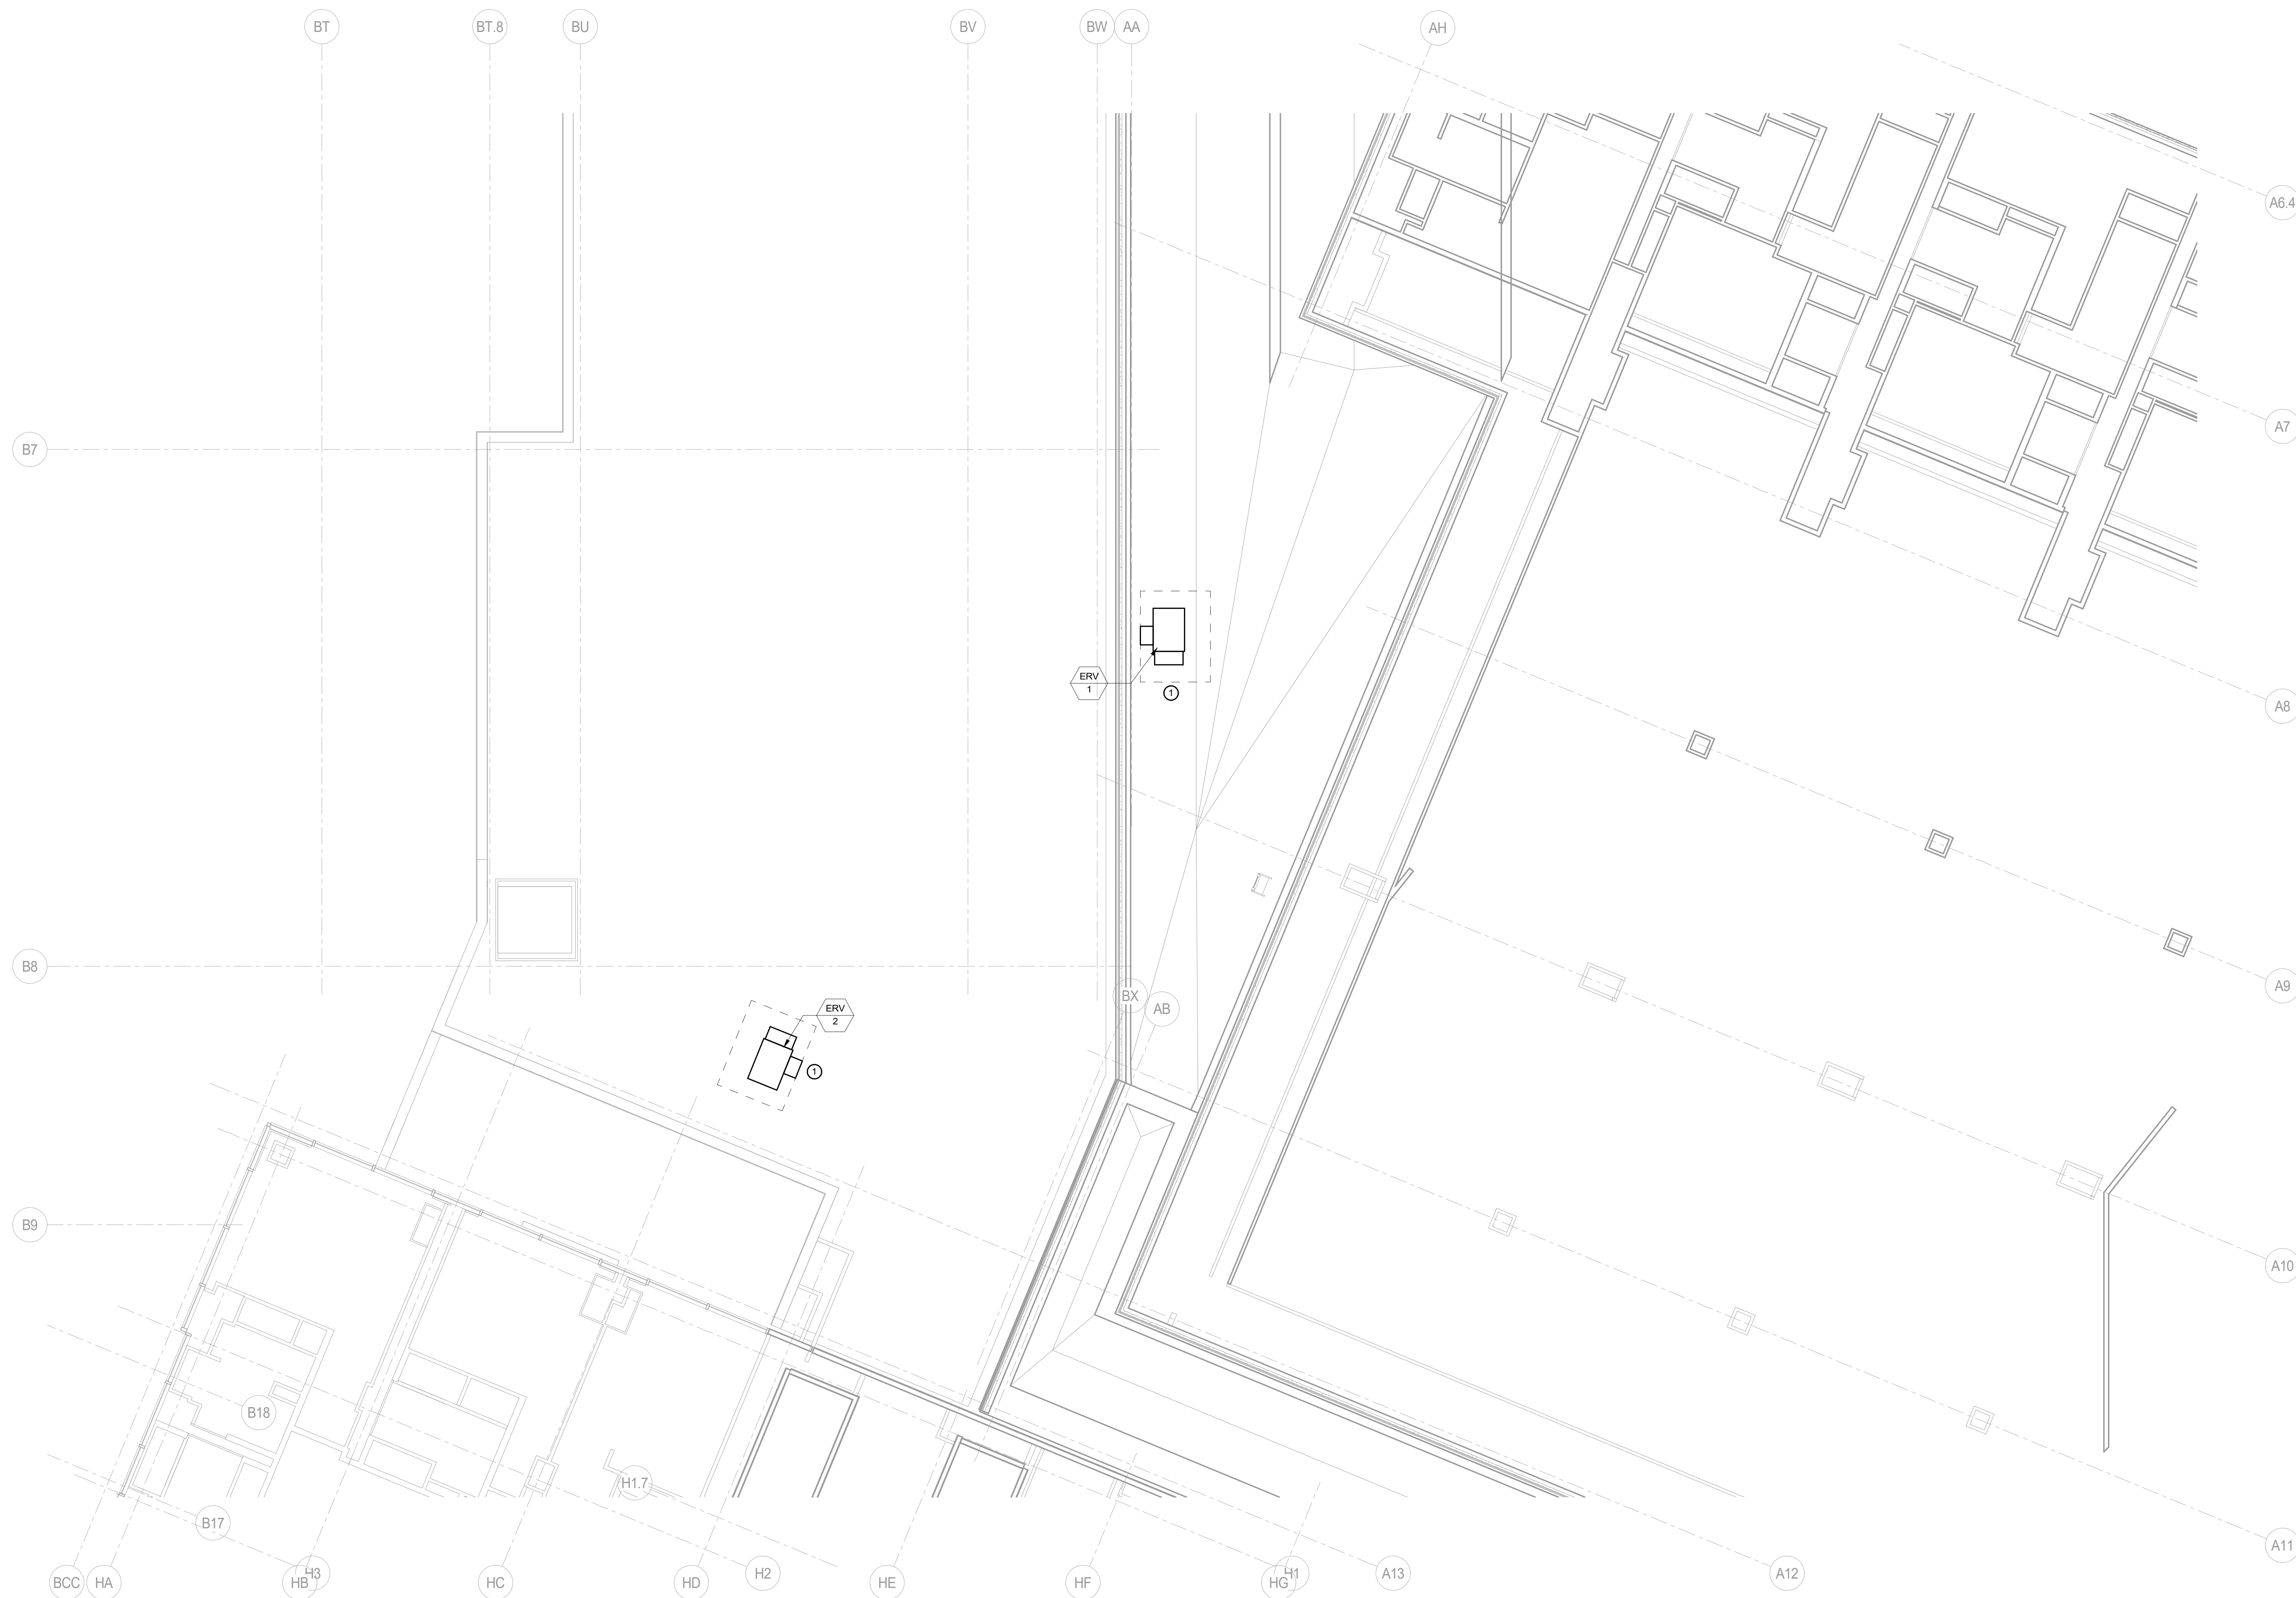 BT
BT.8
BU
BV
BW
AA
AH
A6.4
A7
B7
ERV
1
1
A8
B8
BX
AB
A9
ERV
2
1
B9
A10
B18
H1.7
B17
A11
BCC
HA
HB
H3
HC
HD
H2
HE
HF
HG
H1
A13
A12